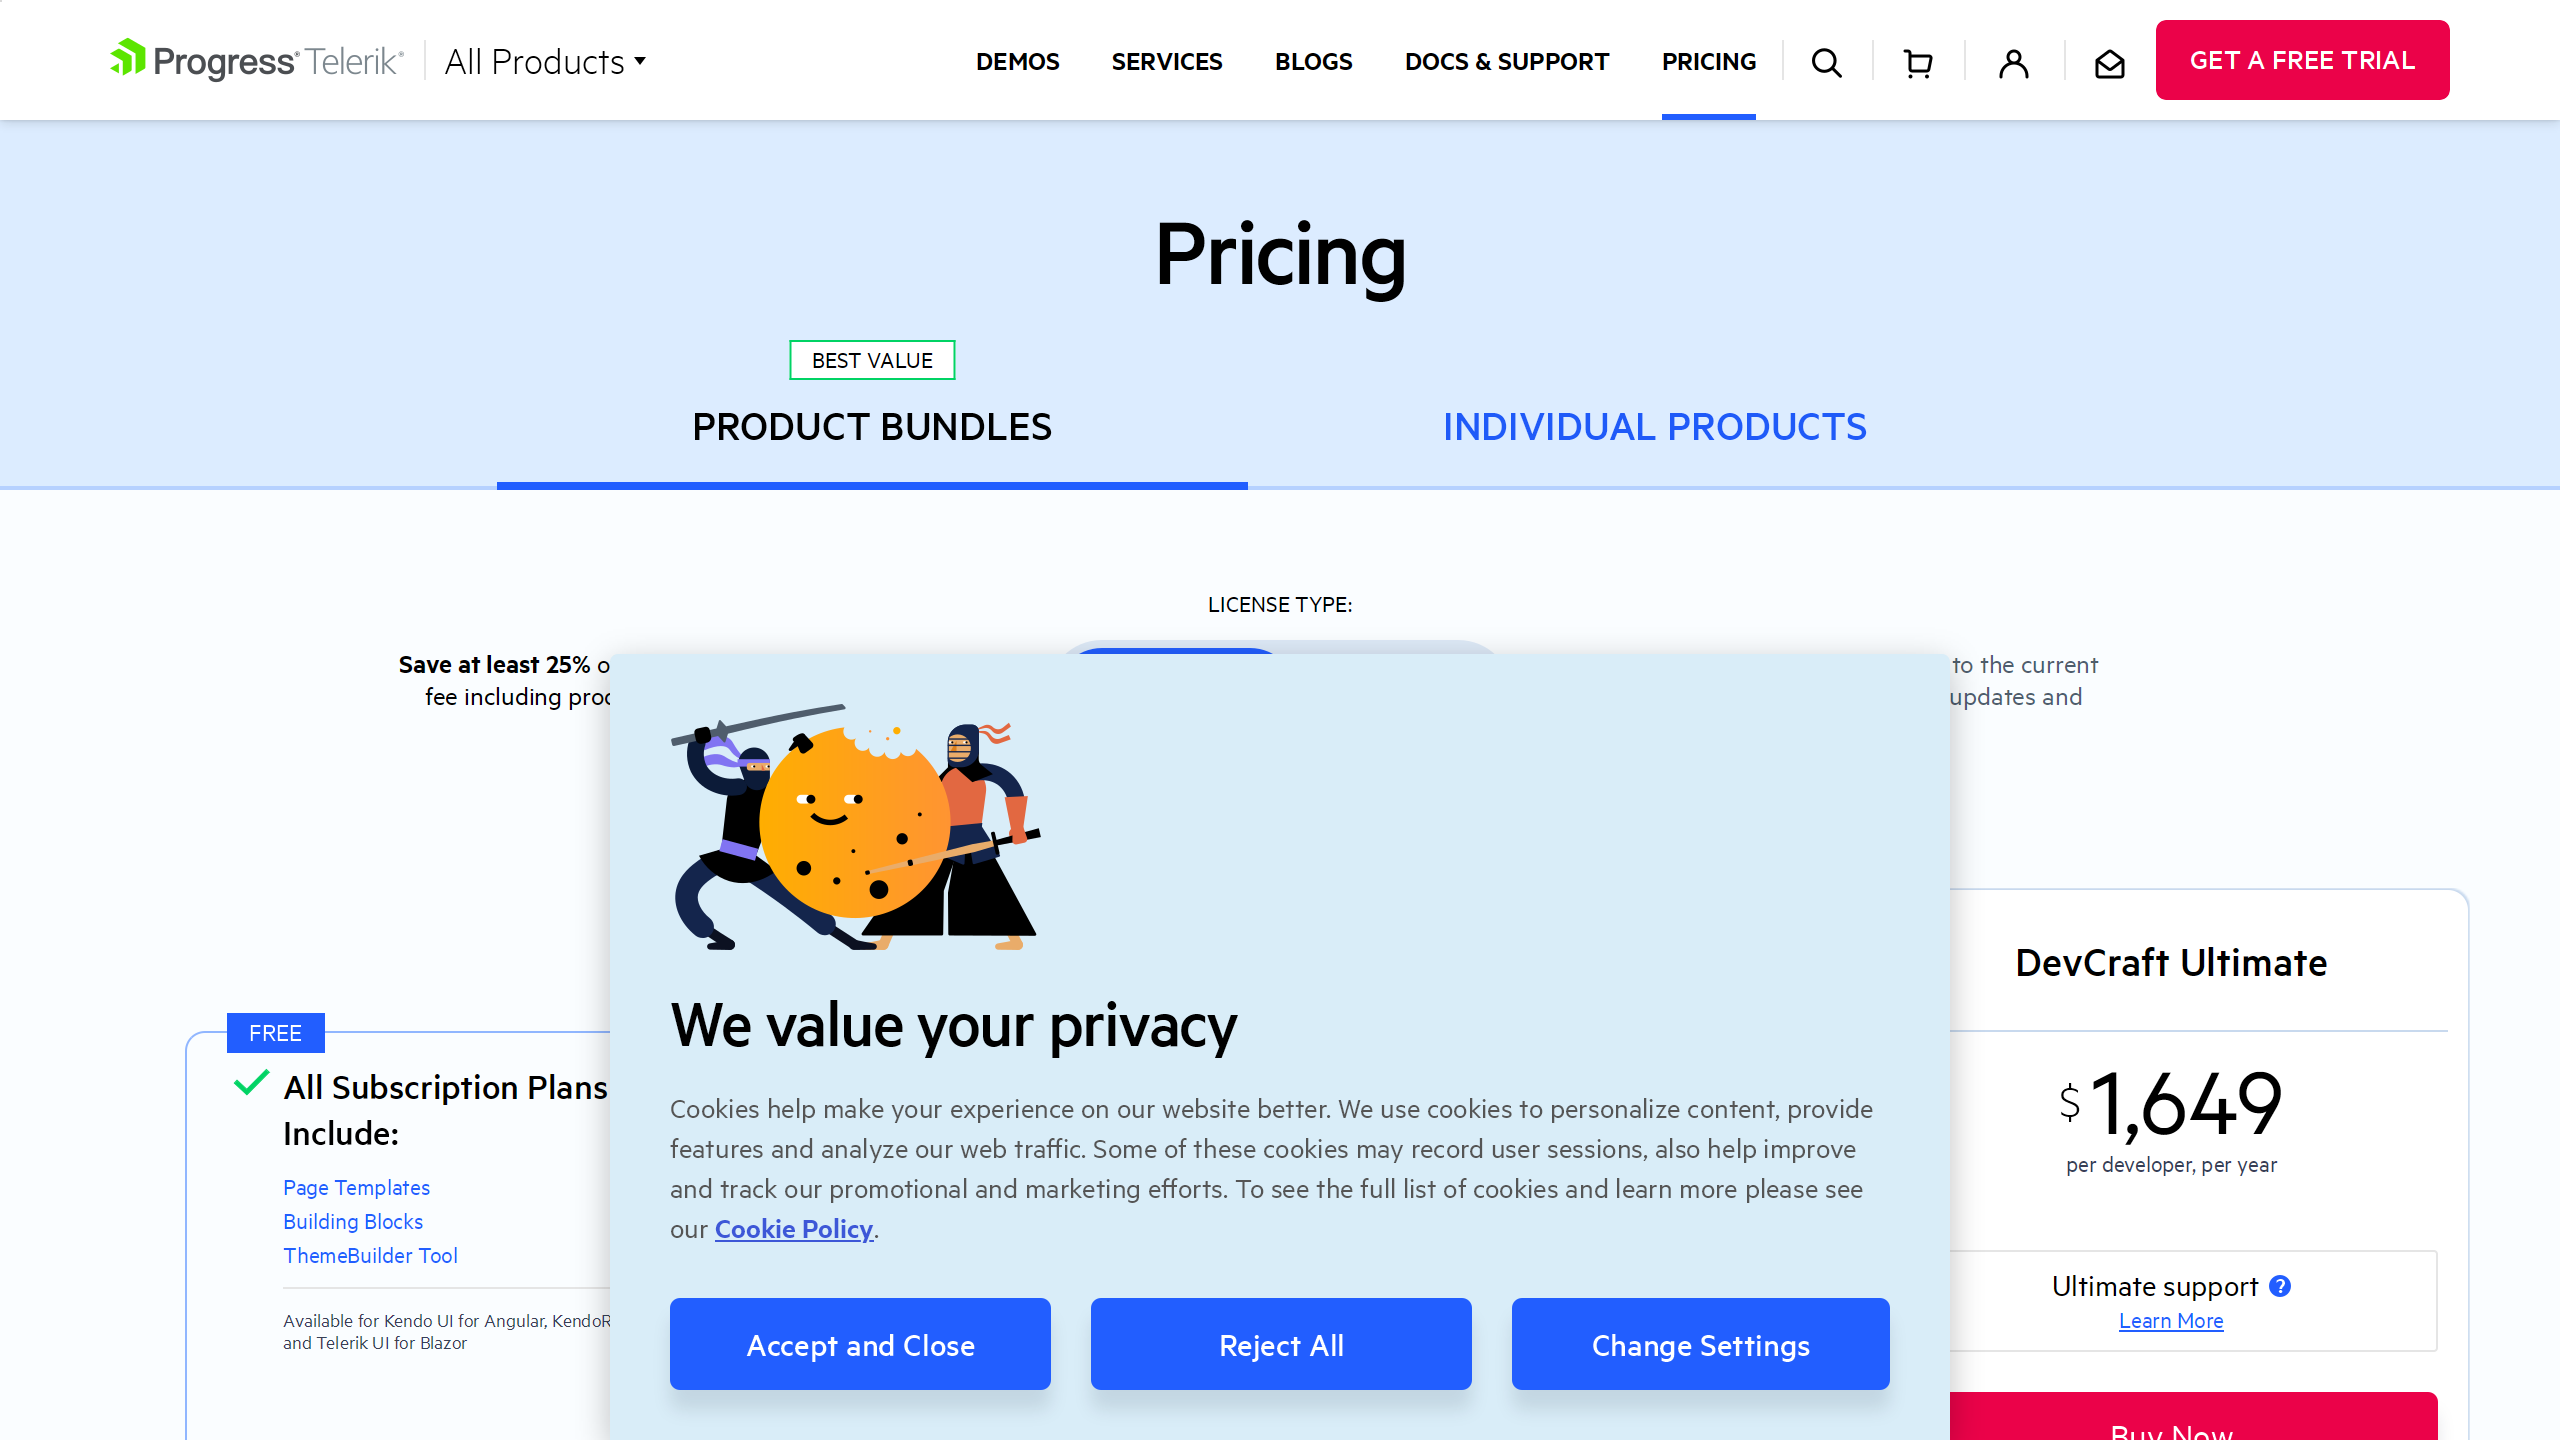 Progress® Telerik®
All Products
DEMOS
SERVICES
BLOGS
DOCS & SUPPORT
PRICING
GET A FREE TRIAL
Pricing
BEST VALUE
PRODUCT BUNDLES
INDIVIDUAL PRODUCTS
LICENSE TYPE:
Save at least 25%
fee including
to the current
updates and
FREE
All Subscription Plans
Include:
Page Templates
Building Blocks
ThemeBuilder Tool
Available for Kendo UI for Angular,
and Telerik UI for Blazor
We value your privacy
Cookies help make your experience on our website better. We use cookies to personalize content, provide
features and analyze our web traffic. Some of these cookies may record user sessions, also help improve
and track our promotional and marketing efforts. To see the full list of cookies and learn more please see
our Cookie Policy.
Accept and Close
Reject All
Change Settings
DevCraft Ultimate
$1,649
per developer, per year
Ultimate support ?
Learn More
Buy Now